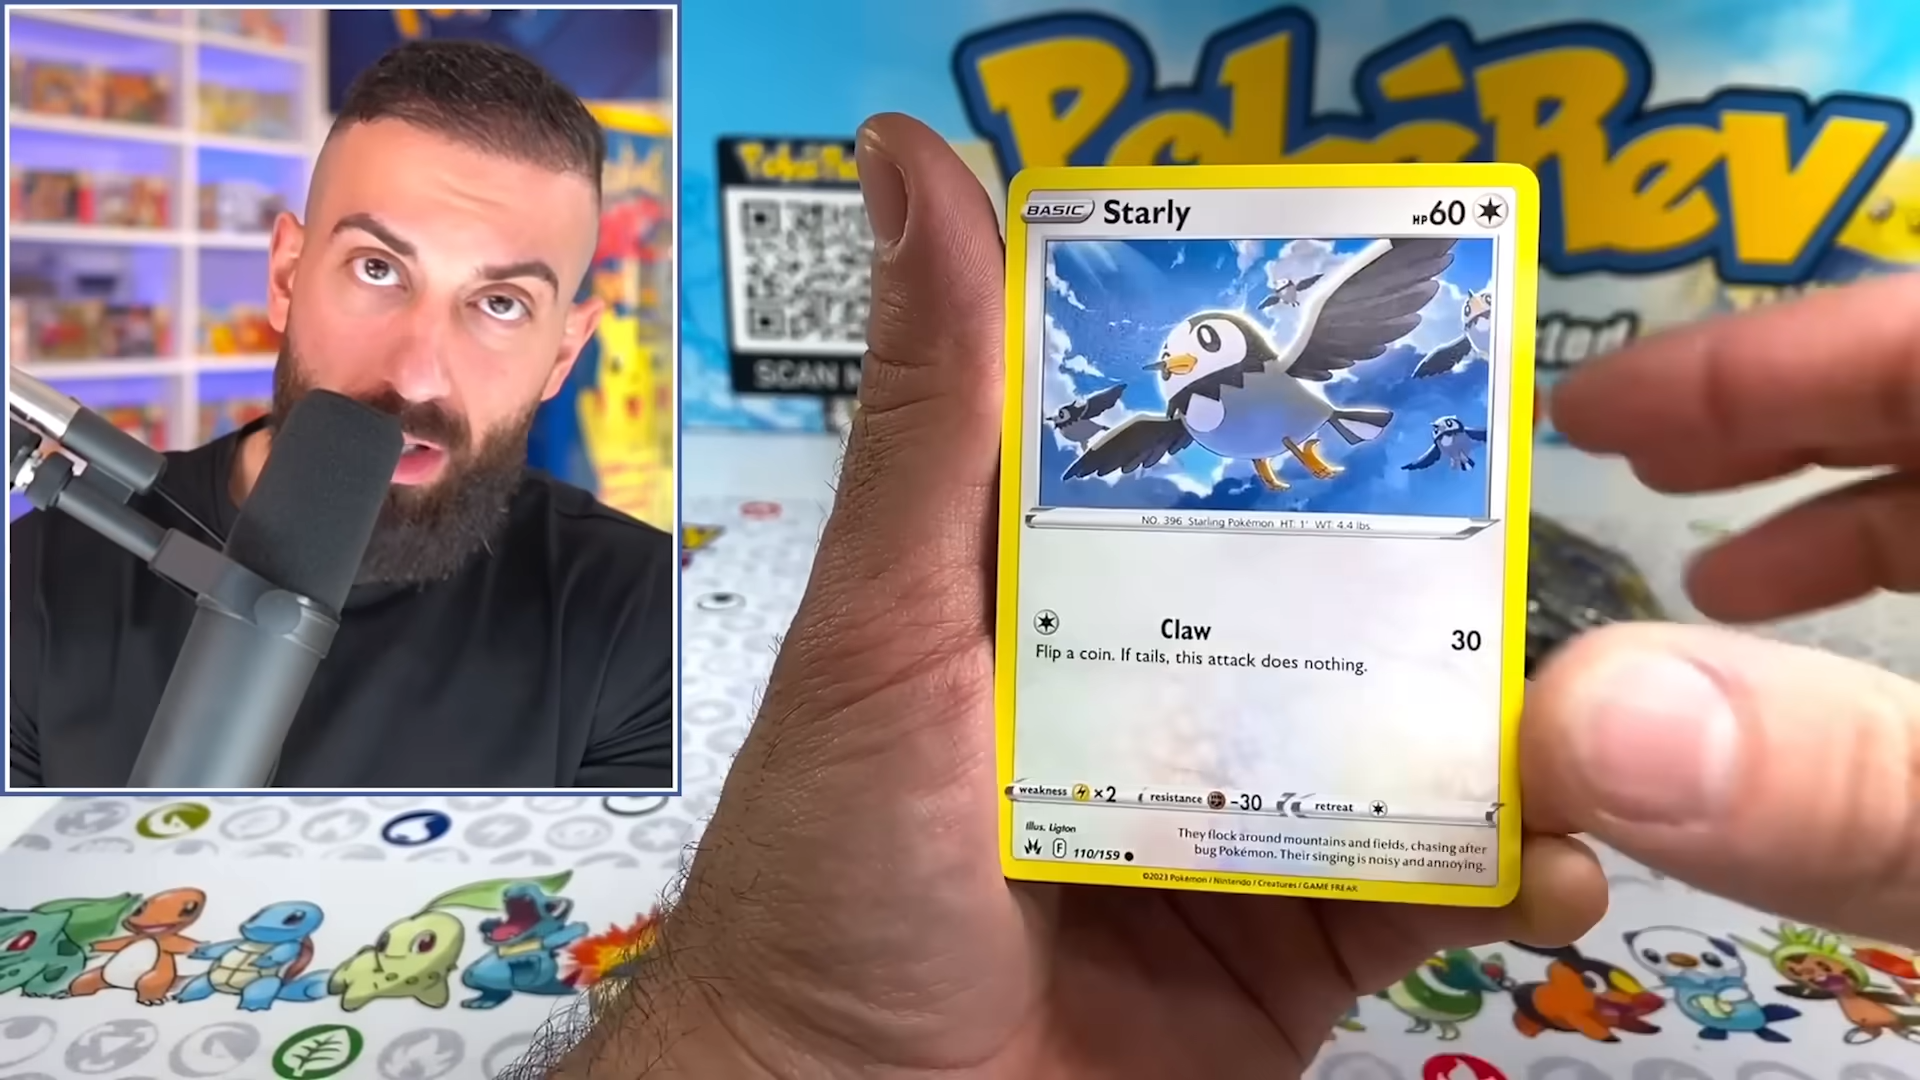 PokéRev
SCAN
BASIC Starly HP60
NO. 396 Starling Pokémon HT: 1' WT: 4.4 lbs.
Claw 30
Flip a coin. If tails, this attack does nothing.
weakness ×2 resistance -30 retreat
Illus. Ligton
F 110/159
They flock around mountains and fields, chasing after
bug Pokémon. Their singing is noisy and annoying.
©2023 Pokémon / Nintendo / Creatures / GAME FREAK